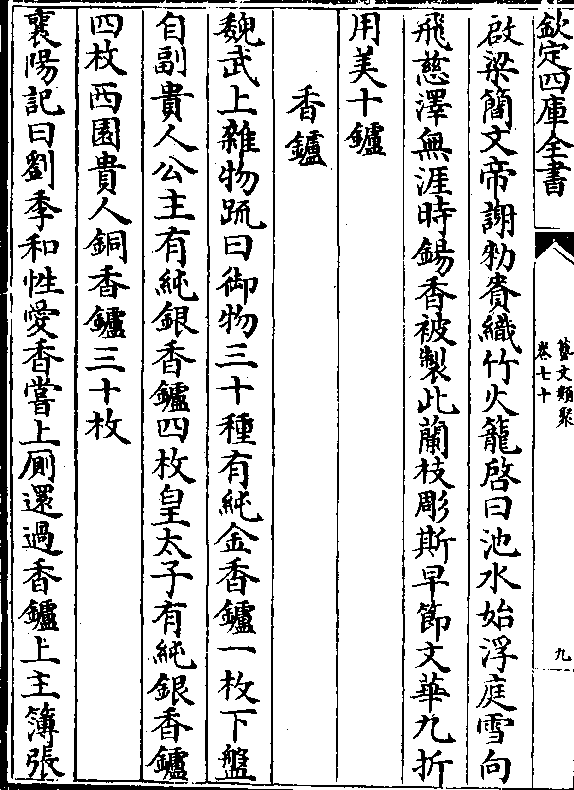 欽定四庫全書
藝文類聚
卷七十
九
啟梁簡文帝謝勑賚織竹火籠啓曰池水始浮庭雪向
飛慈澤無涯時錫香被製此蘭枝彫斯早節文華九折
用美十鑪
香鑪
魏武上雜物䟽曰御物三十種有純金香鑪一枚下盤
自副貴人公主有純銀香鑪四枚皇太子有純銀香鑪
四枚西園貴人銅香鑪三十枚
襄陽記曰劉季和性愛香嘗上厠還過香鑪上主簿張